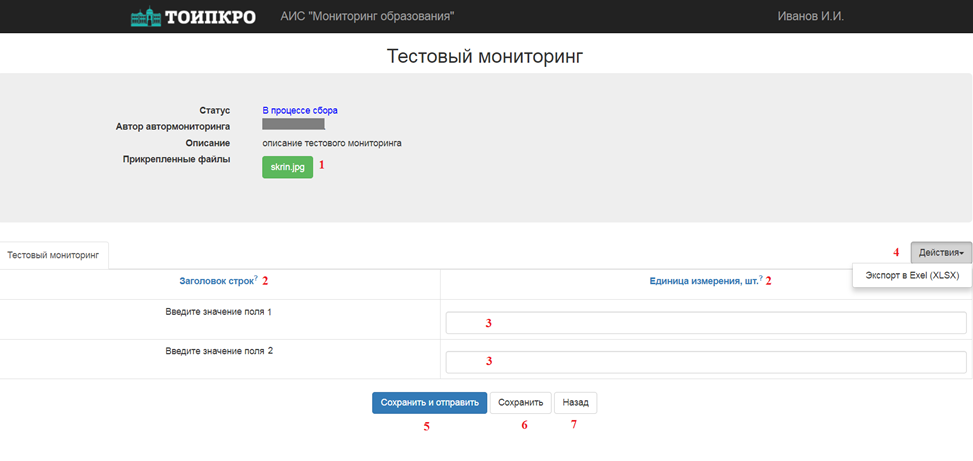 ТОИПКРО АИС "Мониторинг образования" Иванов И.И.
Тестовый мониторинг
Статус В процессе сбора
Автор автормониторинга
Описание описание тестового мониторинга
Прикрепленные файлы skrin.jpg 1
Тестовый мониторинг 4 Действия
Экспорт в Exel (XLSX)
Заголовок строк? 2 Единица измерения, шт.? 2
Введите значение поля 1 3
Введите значение поля 2 3
Сохранить и отправить Сохранить Назад
5 6 7